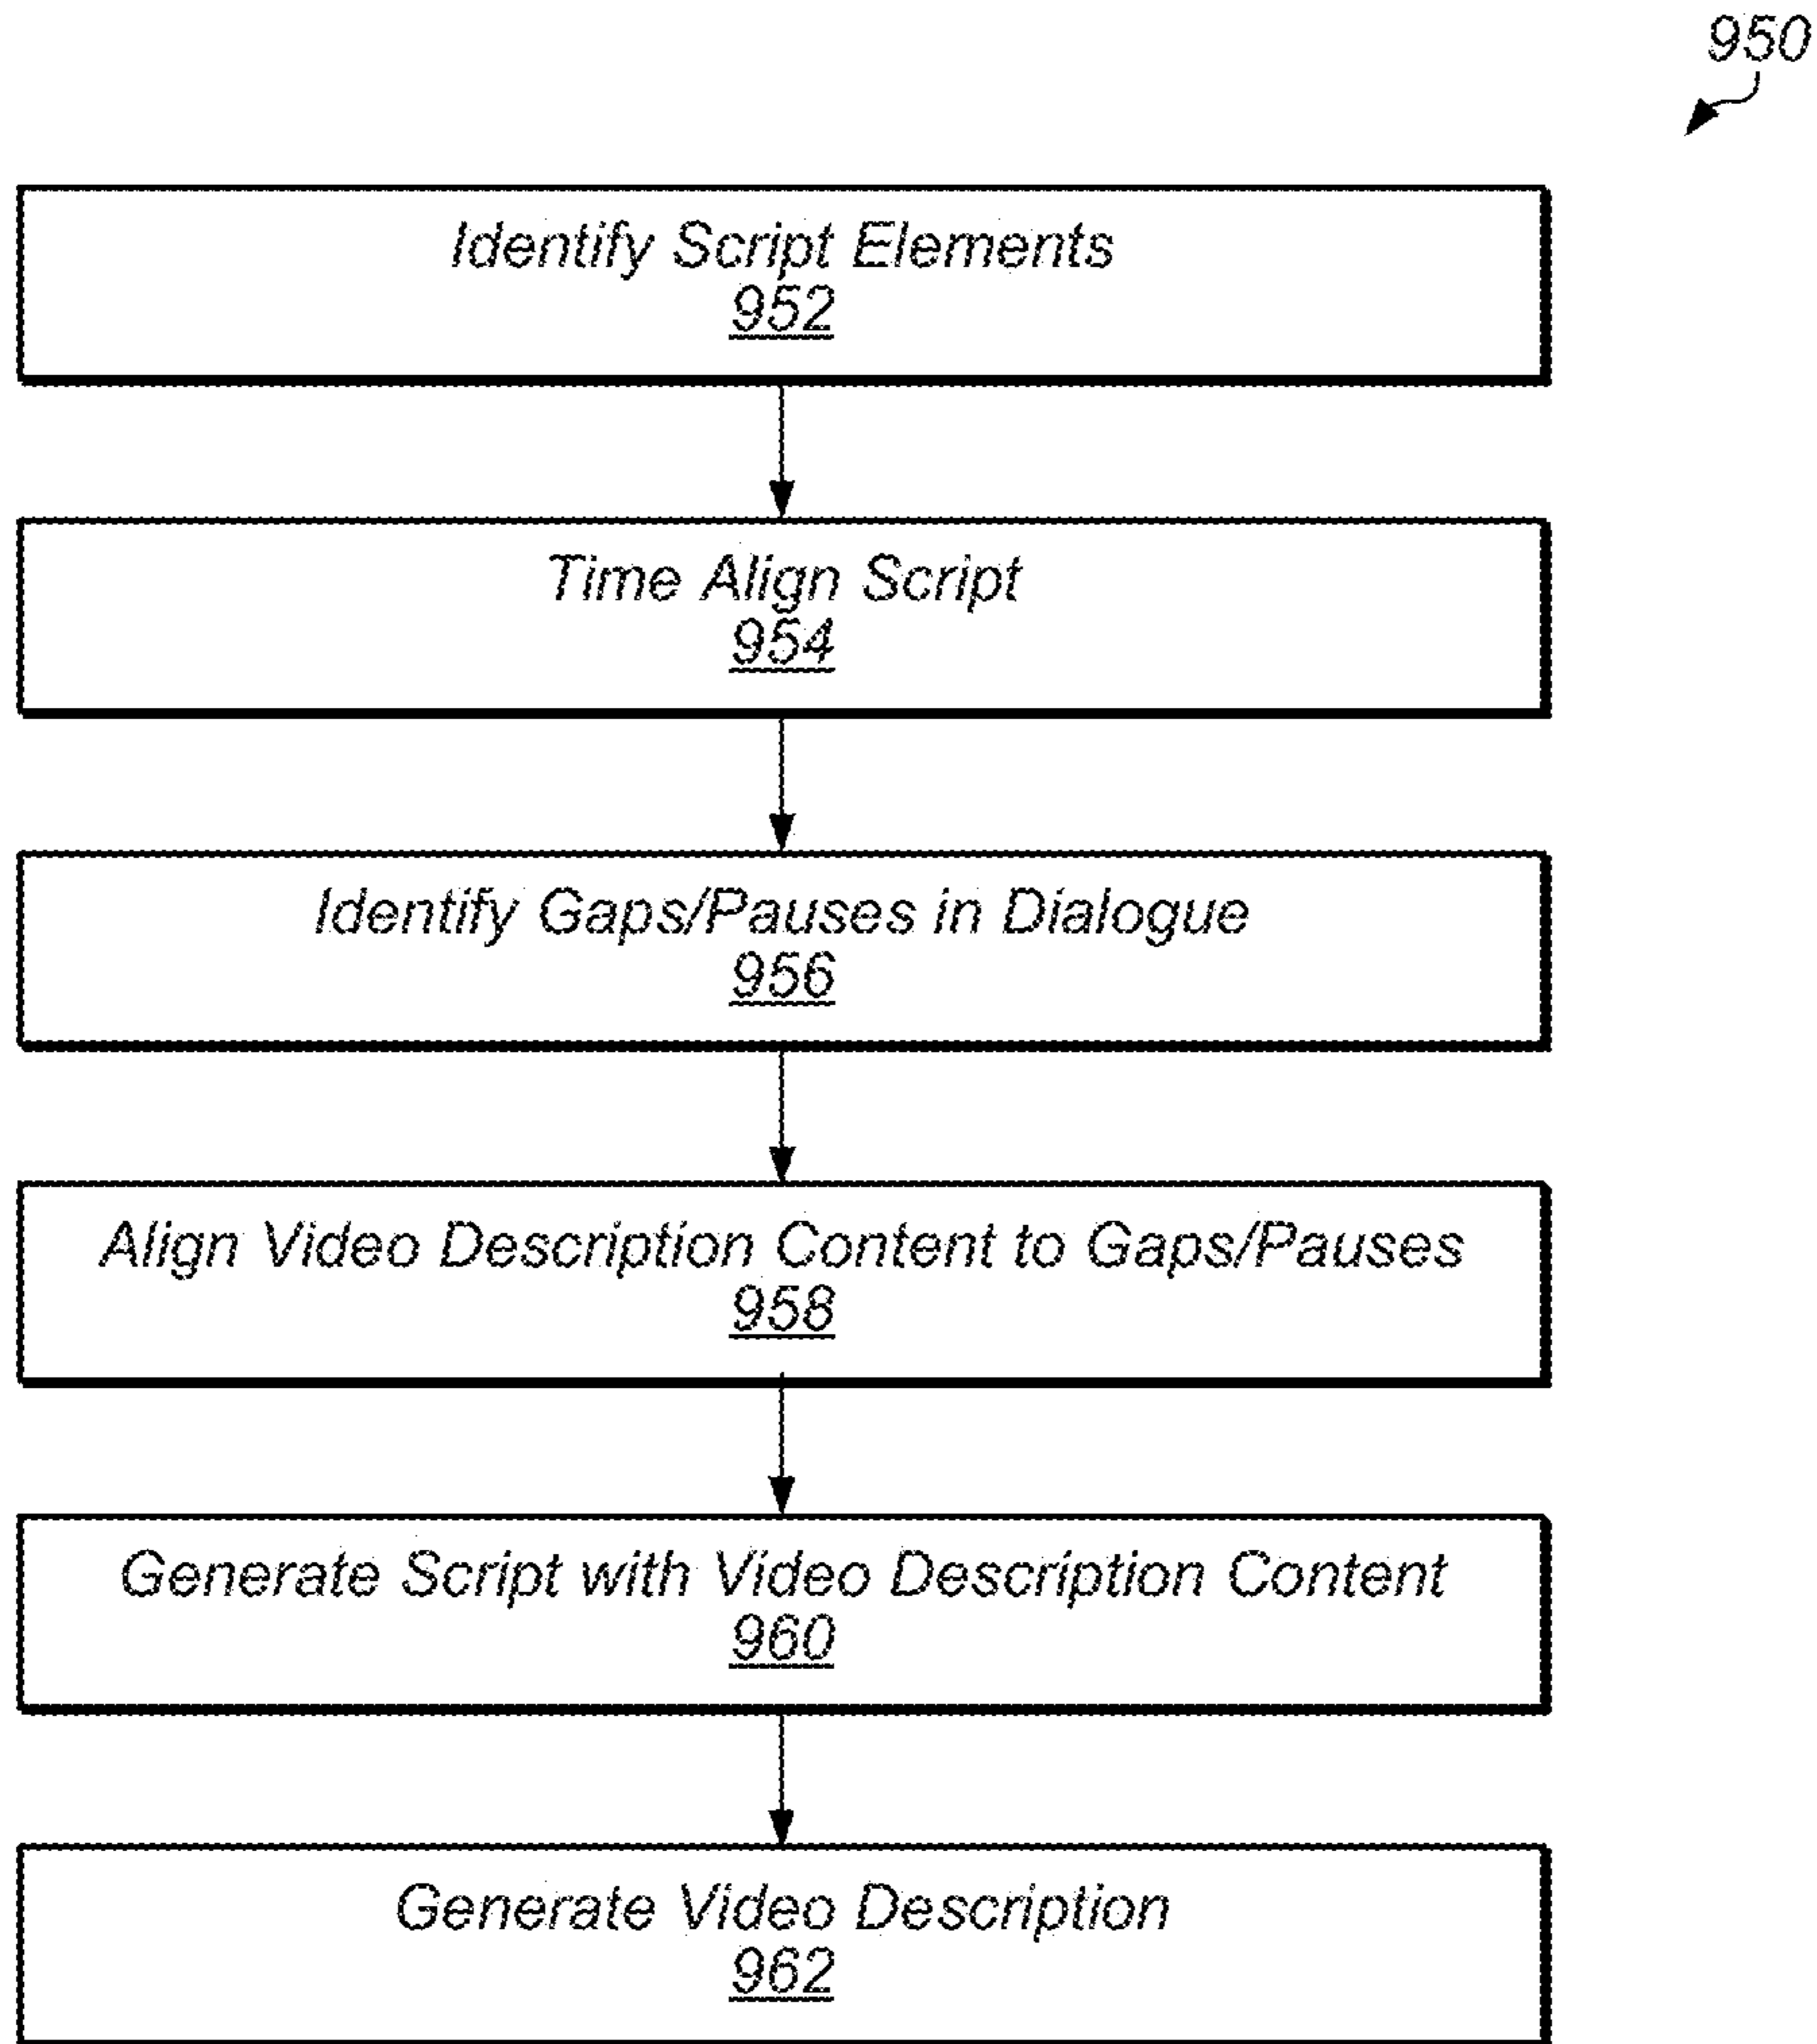 950
Identify Script Elements
952
Time Align Script
954
Identify Gaps/Pauses in Dialogue
956
Align Video Description Content to Gaps/Pauses
958
Generate Script with Video Description Content
960
Generate Video Description
962